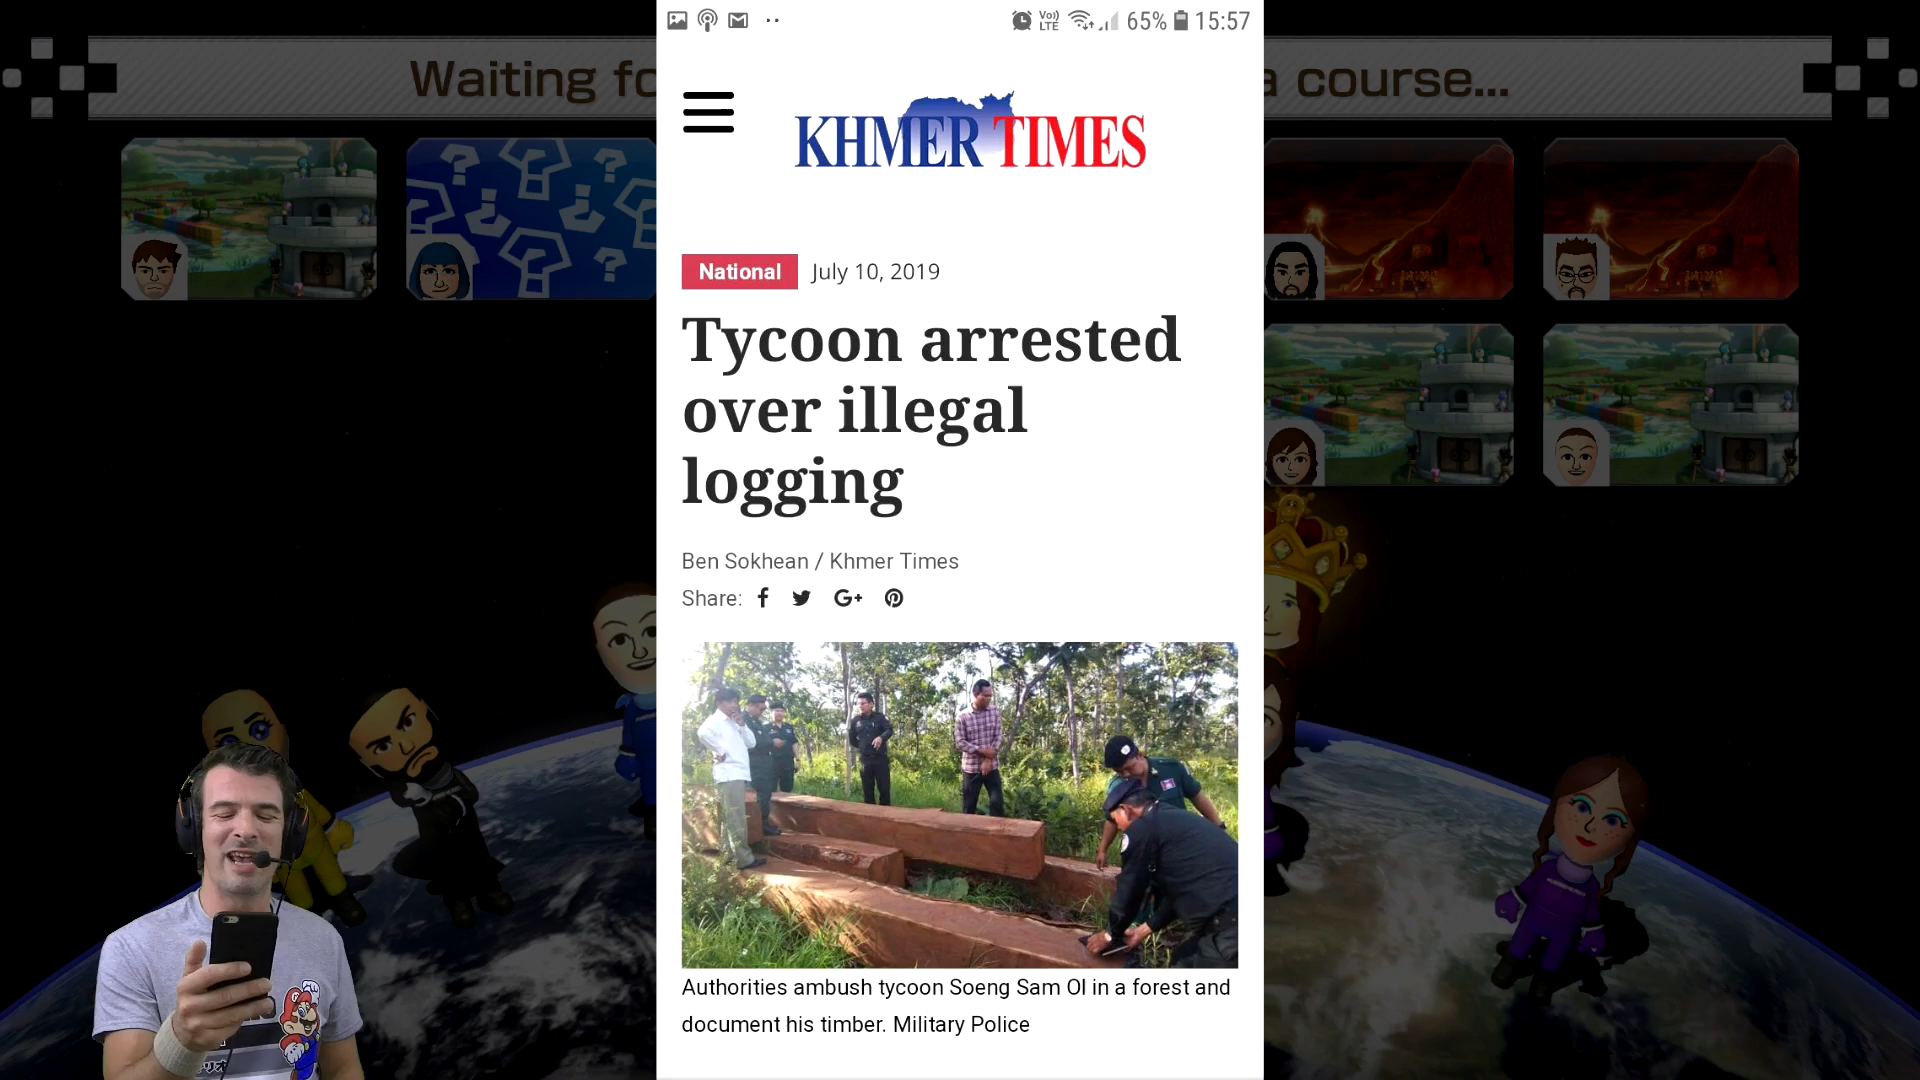 65% 15:57
Waiting fo
a course...
KHMER TIMES
National July 10, 2019
Tycoon arrested
over illegal
logging
Ben Sokhean / Khmer Times
Share: f G+
Authorities ambush tycoon Soeng Sam Ol in a forest and
document his timber. Military Police